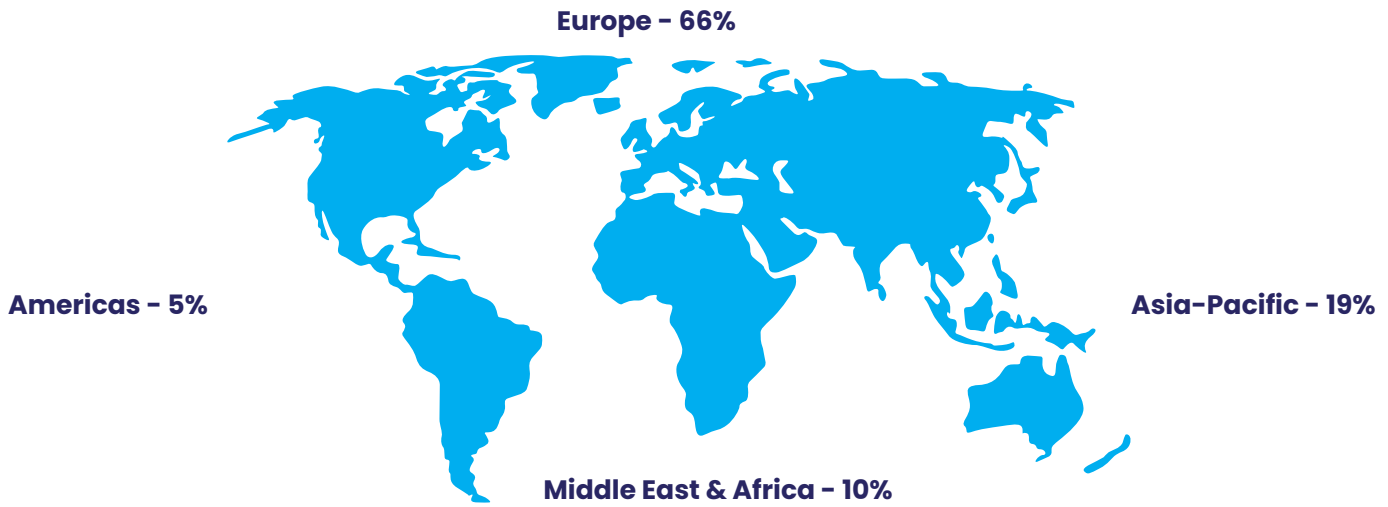 Europe - 66%
Americas - 5%
Asia-Pacific - 19%
Middle East & Africa - 10%